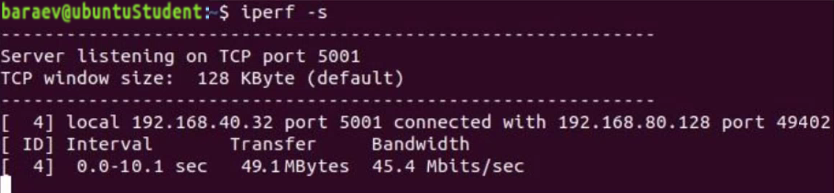 baraev@ubuntuStudent:~$ iperf -s
------------------------------------------------------------
Server listening on TCP port 5001
TCP window size:  128 KByte (default)
------------------------------------------------------------
[  4] local 192.168.40.32 port 5001 connected with 192.168.80.128 port 49402
[ ID] Interval       Transfer     Bandwidth
[  4]  0.0-10.1 sec   49.1 MBytes  45.4 Mbits/sec